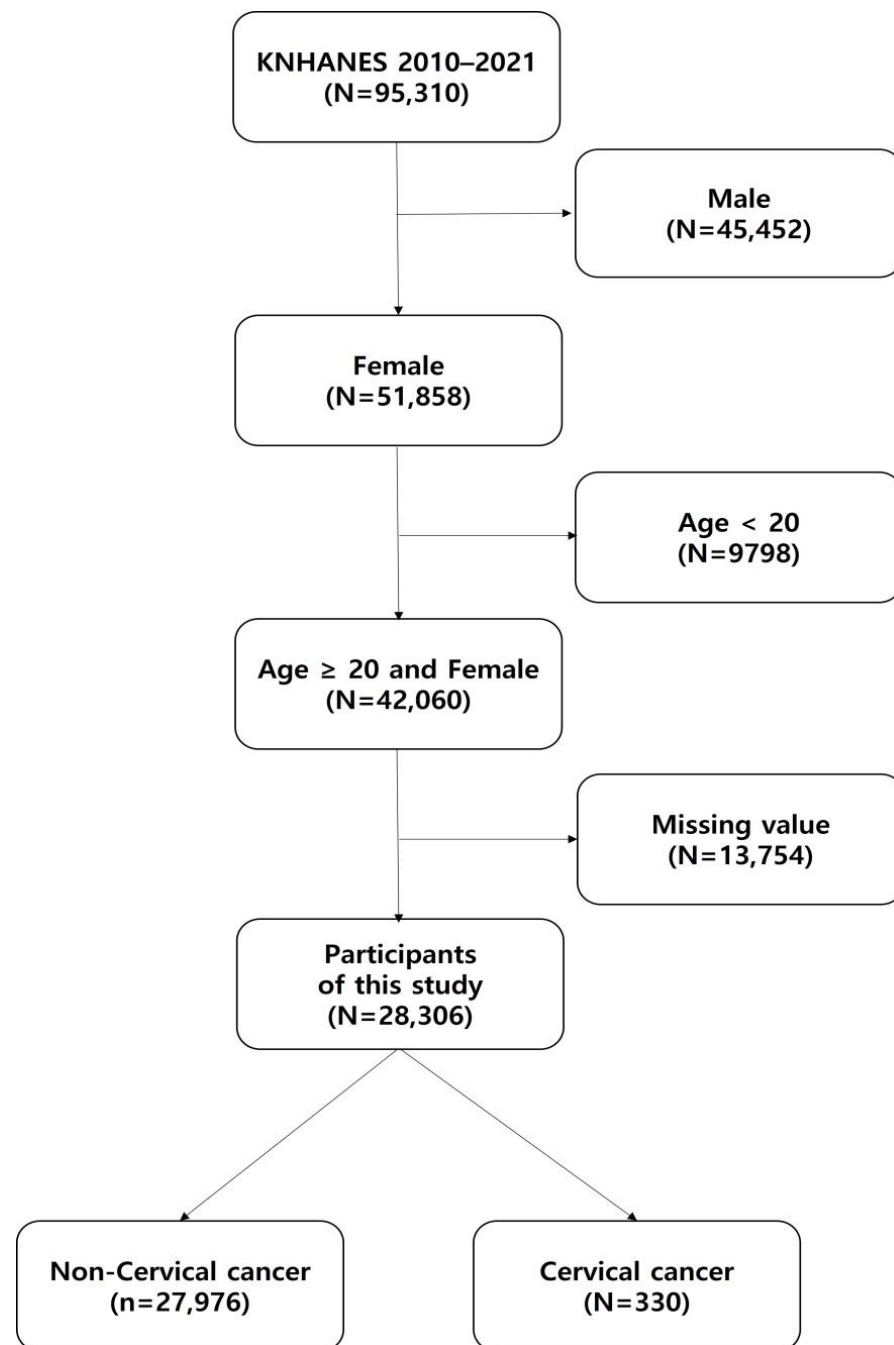 KNHANES 2010–2021
(N=95,310)
Male
(N=45,452)
Female
(N=51,858)
Age < 20
(N=9798)
Age ≥ 20 and Female
(N=42,060)
Missing value
(N=13,754)
Participants
of this study
(N=28,306)
Non-Cervical cancer
(n=27,976)
Cervical cancer
(N=330)